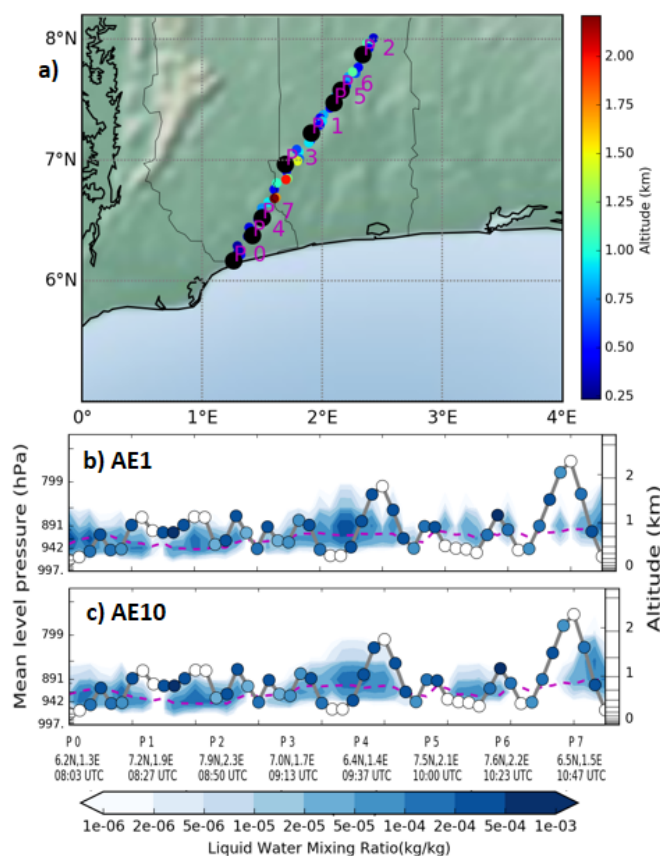 a)
8°N
7°N
6°N
0°
1°E
2°E
3°E
4°E
P 2
P 6
P 5
P 1
P 3
P 7
P 4
P 0
2.00
1.75
1.50
1.25
1.00
0.75
0.50
0.25
Altitude (km)
b) AE1
799
891
942
997.
2
1
0
c) AE10
799
891
942
997.
2
1
0
Mean level pressure (hPa)
Altitude (km)
P 0 P 1 P 2 P 3 P 4 P 5 P 6 P 7
6.2N,1.3E 7.2N,1.9E 7.9N,2.3E 7.0N,1.7E 6.4N,1.4E 7.5N,2.1E 7.6N,2.2E 6.5N,1.5E
08:03 UTC 08:27 UTC 08:50 UTC 09:13 UTC 09:37 UTC 10:00 UTC 10:23 UTC 10:47 UTC
1e-06 2e-06 5e-06 1e-05 2e-05 5e-05 1e-04 2e-04 5e-04 1e-03
Liquid Water Mixing Ratio(kg/kg)